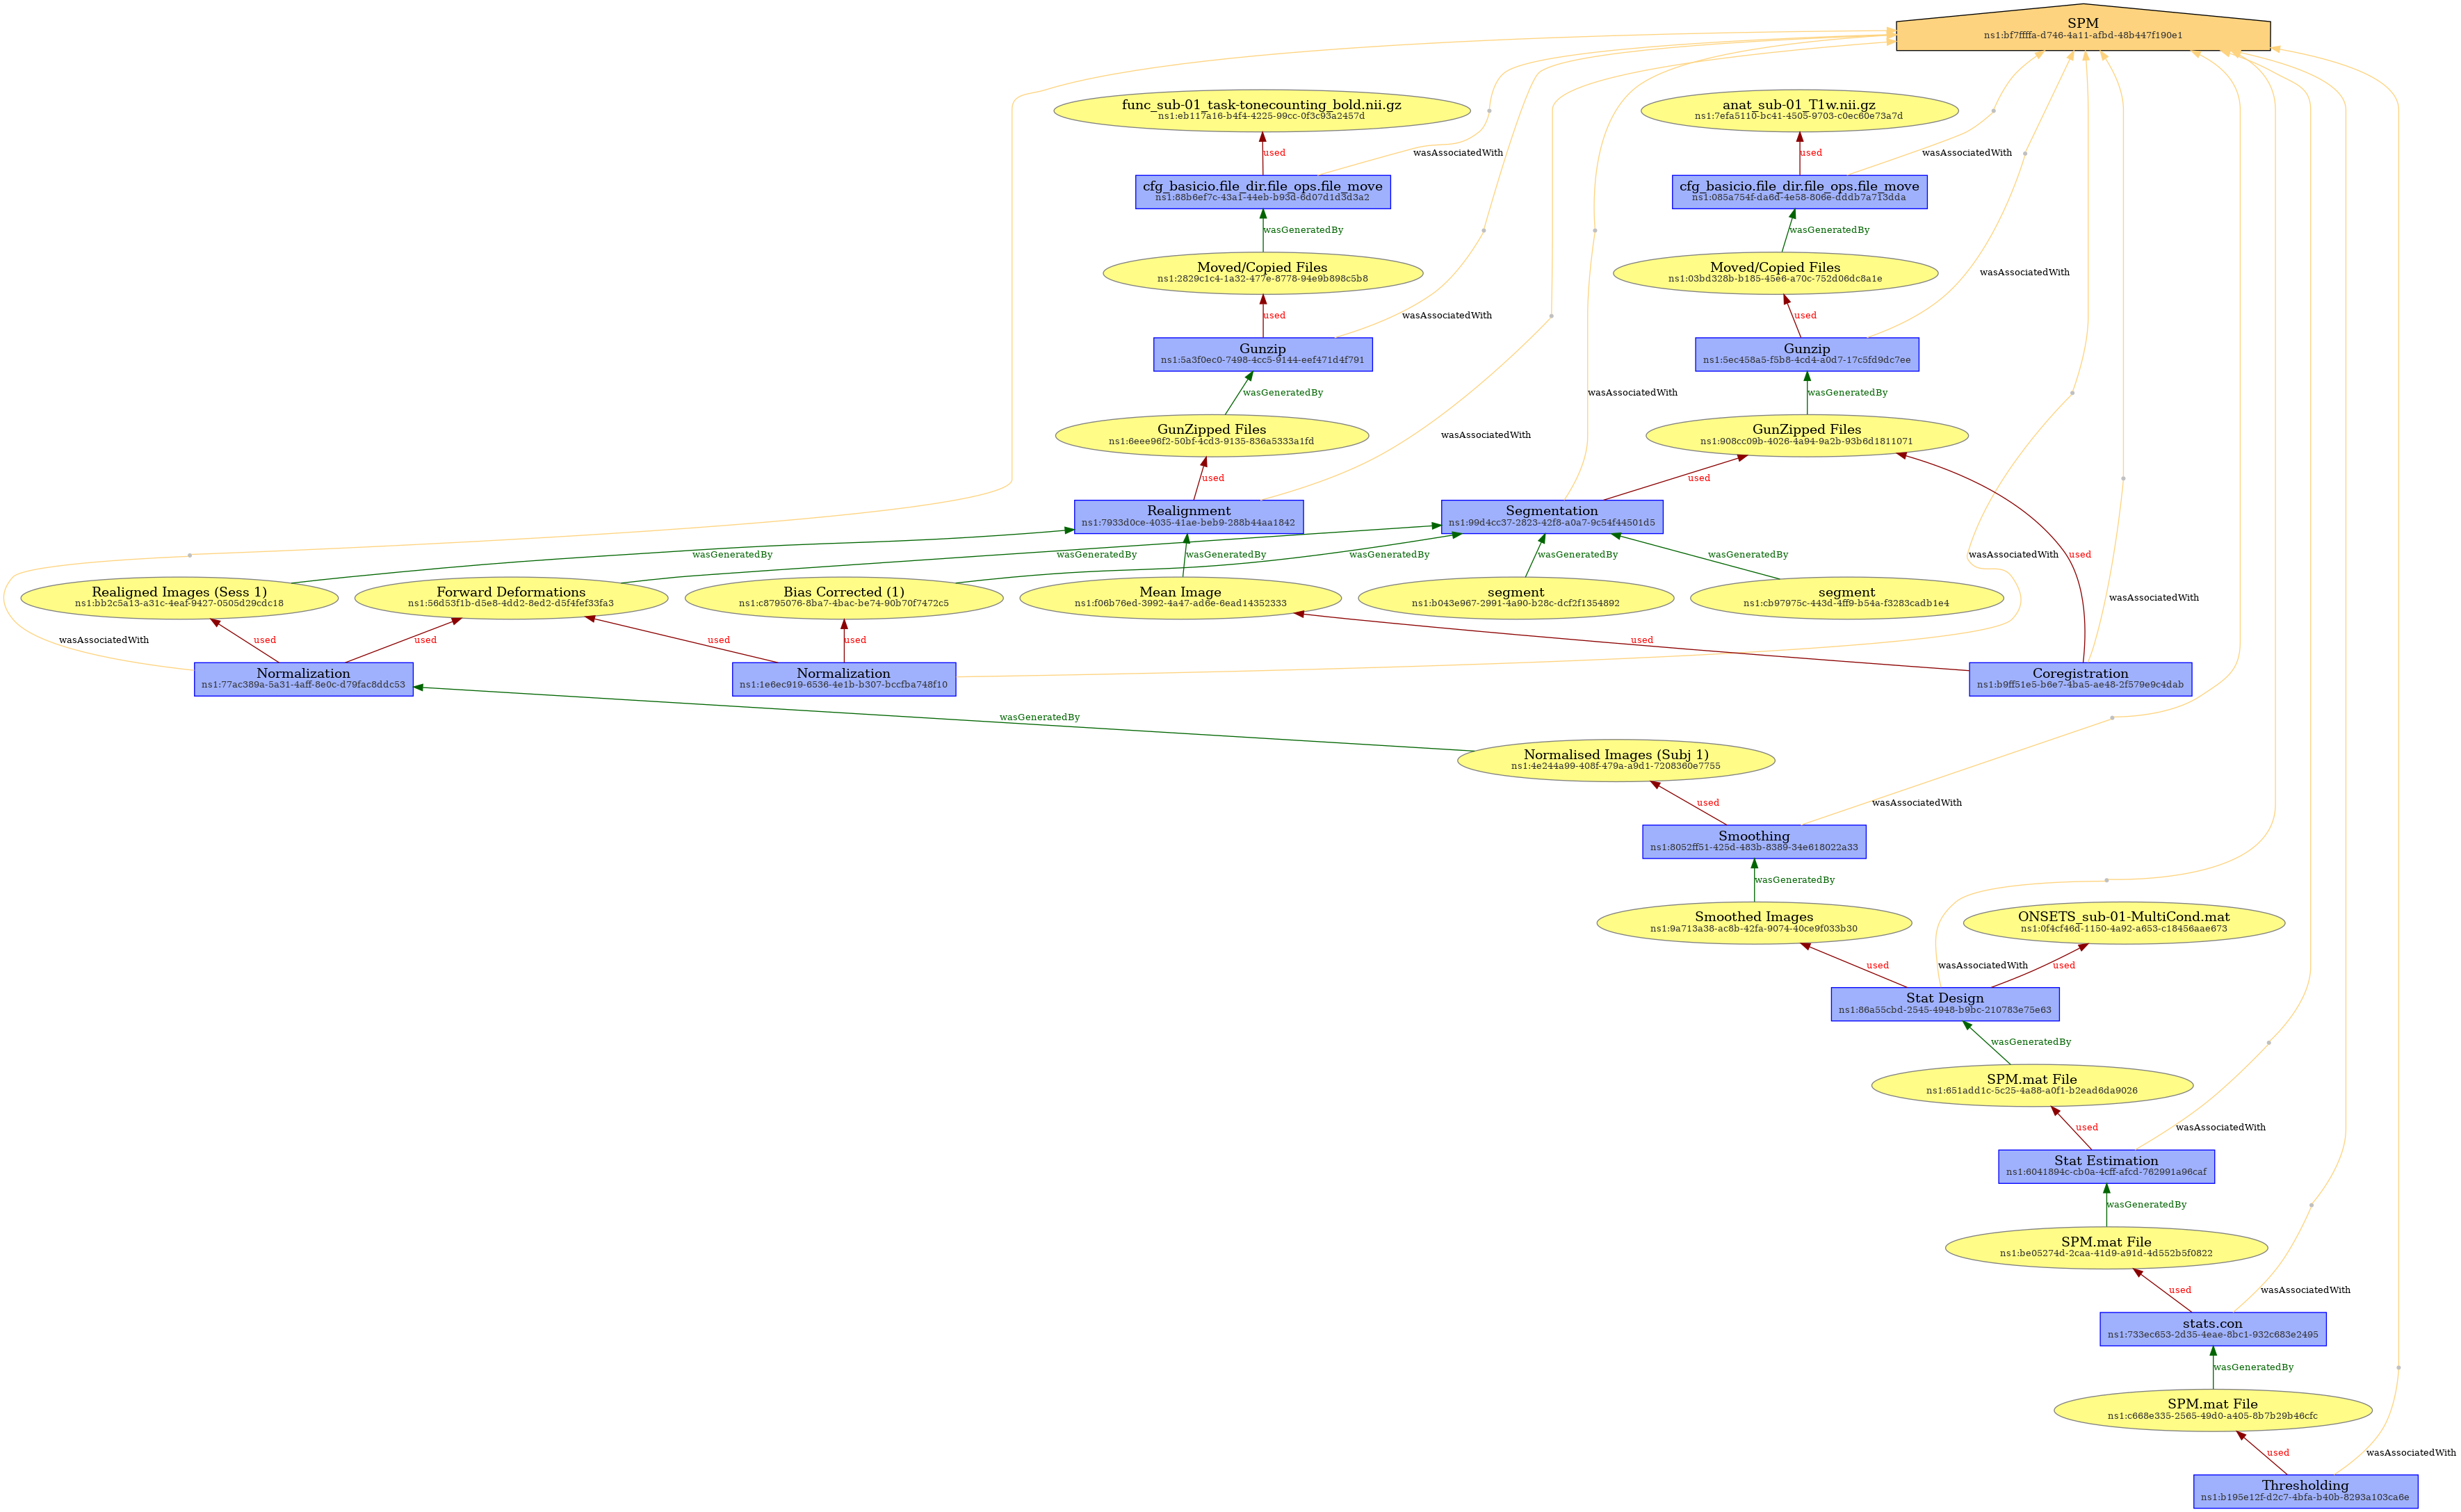 SPM
ns1:bf7ffffa-d746-4a11-afbd-48b447f190e1
func_sub-01_task-tonecounting_bold.nii.gz
ns1:eb117a16-b4f4-4225-99cc-0f3c93a2457d
anat_sub-01_T1w.nii.gz
ns1:7efa5110-bc41-4505-9703-c0ec60e73a7d
used
wasAssociatedWith
used
wasAssociatedWith
cfg_basicio.file_dir.file_ops.file_move
ns1:88b6ef7c-43a1-44eb-b93d-6d07d1d3d3a2
cfg_basicio.file_dir.file_ops.file_move
ns1:085a754f-da6d-4e58-806e-dddb7a713dda
wasGeneratedBy
wasGeneratedBy
Moved/Copied Files
ns1:2829c1c4-1a32-477e-8778-94e9b898c5b8
Moved/Copied Files
ns1:03bd328b-b185-45e6-a70c-752d06dc8a1e
wasAssociatedWith
used
wasAssociatedWith
used
Gunzip
ns1:5a3f0ec0-7498-4cc5-9144-eef471d4f791
Gunzip
ns1:5ec458a5-f5b8-4cd4-a0d7-17c5fd9dc7ee
wasGeneratedBy
wasAssociatedWith
wasGeneratedBy
GunZipped Files
ns1:6eee96f2-50bf-4cd3-9135-836a5333a1fd
wasAssociatedWith
GunZipped Files
ns1:908cc09b-4026-4a94-9a2b-93b6d1811071
used
used
Realignment
ns1:7933d0ce-4035-41ae-beb9-288b44aa1842
Segmentation
ns1:99d4cc37-2823-42f8-a0a7-9c54f44501d5
wasGeneratedBy
wasGeneratedBy
wasGeneratedBy
wasGeneratedBy
wasGeneratedBy
wasGeneratedBy
wasAssociatedWith
used
Realigned Images (Sess 1)
ns1:bb2c5a13-a31c-4eaf-9427-0505d29cdc18
Forward Deformations
ns1:56d53f1b-d5e8-4dd2-8ed2-d5f4fef33fa3
Bias Corrected (1)
ns1:c8795076-8ba7-4bac-be74-90b70f7472c5
Mean Image
ns1:f06b76ed-3992-4a47-ad6e-6ead14352333
segment
ns1:b043e967-2991-4a90-b28c-dcf2f1354892
segment
ns1:cb97975c-443d-4ff9-b54a-f3283cadb1e4
wasAssociatedWith
wasAssociatedWith
used
used
used
used
used
Normalization
ns1:77ac389a-5a31-4aff-8e0c-d79fac8ddc53
Normalization
ns1:1e6ec919-6536-4e1b-b307-bccfba748f10
Coregistration
ns1:b9ff51e5-b6e7-4ba5-ae48-2f579e9c4dab
wasGeneratedBy
Normalised Images (Subj 1)
ns1:4e244a99-408f-479a-a9d1-7208360e7755
used
wasAssociatedWith
Smoothing
ns1:8052ff51-425d-483b-8389-34e618022a33
wasGeneratedBy
Smoothed Images
ns1:9a713a38-ac8b-42fa-9074-40ce9f033b30
ONSETS_sub-01-MultiCond.mat
ns1:0f4cf46d-1150-4a92-a653-c18456aae673
used
wasAssociatedWith
used
Stat Design
ns1:86a55cbd-2545-4948-b9bc-210783e75e63
wasGeneratedBy
SPM.mat File
ns1:651add1c-5c25-4a88-a0f1-b2ead6da9026
used
wasAssociatedWith
Stat Estimation
ns1:6041894c-cb0a-4cff-afcd-762991a96caf
wasGeneratedBy
SPM.mat File
ns1:be05274d-2caa-41d9-a91d-4d552b5f0822
used
wasAssociatedWith
stats.con
ns1:733ec653-2d35-4eae-8bc1-932c683e2495
wasGeneratedBy
SPM.mat File
ns1:c668e335-2565-49d0-a405-8b7b29b46cfc
used
wasAssociatedWith
Thresholding
ns1:b195e12f-d2c7-4bfa-b40b-8293a103ca6e